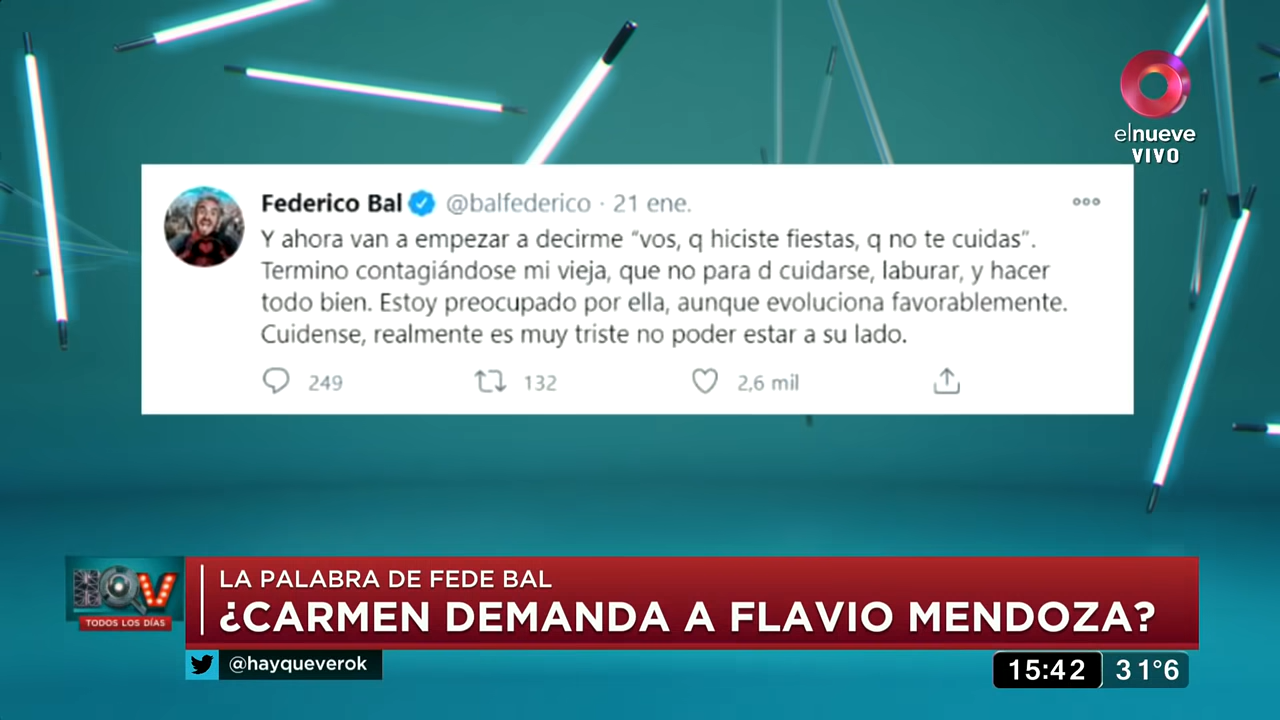 elnueve
VIVO
Federico Bal @balfederico · 21 ene.
Y ahora van a empezar a decirme “vos, q hiciste fiestas, q no te cuidas”.
Termino contagiándose mi vieja, que no para d cuidarse, laburar, y hacer
todo bien. Estoy preocupado por ella, aunque evoluciona favorablemente.
Cuidense, realmente es muy triste no poder estar a su lado.
249 132 2,6 mil
HQV
TODOS LOS DÍAS
LA PALABRA DE FEDE BAL
¿CARMEN DEMANDA A FLAVIO MENDOZA?
@hayqueverok
15:42 31°6